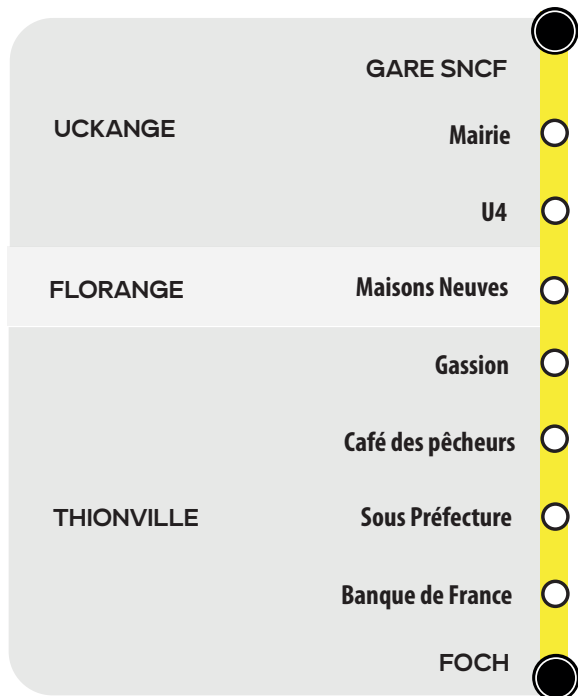 GARE SNCF
UCKANGE
Mairie
U4
FLORANGE
Maisons Neuves
Gassion
Café des pêcheurs
THIONVILLE
Sous Préfecture
Banque de France
FOCH